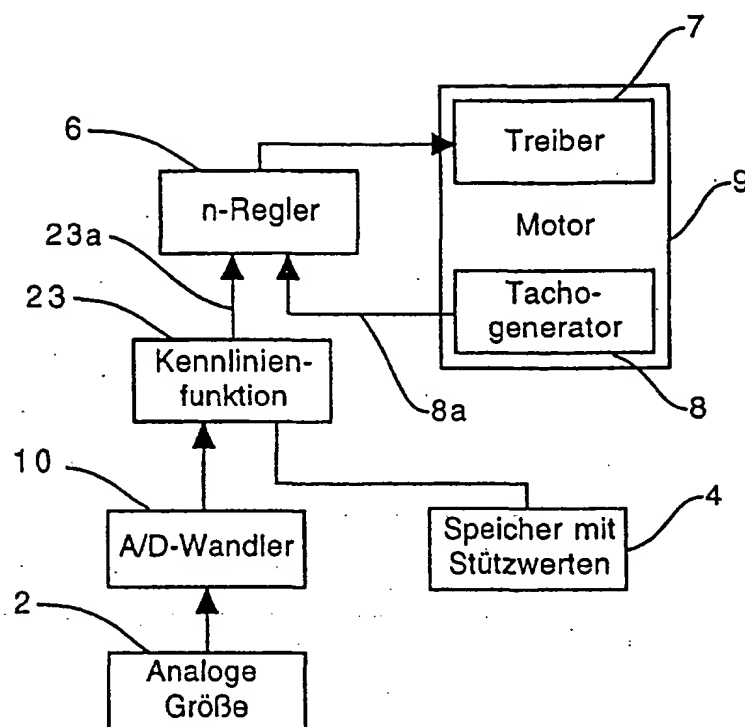 7
6
Treiber
n-Regler
9
23a
Motor
23
Tacho-
generator
Kennlinien-
funktion
8a
8
10
4
A/D-Wandler
Speicher mit
Stützwerten
2
Analoge
Größe